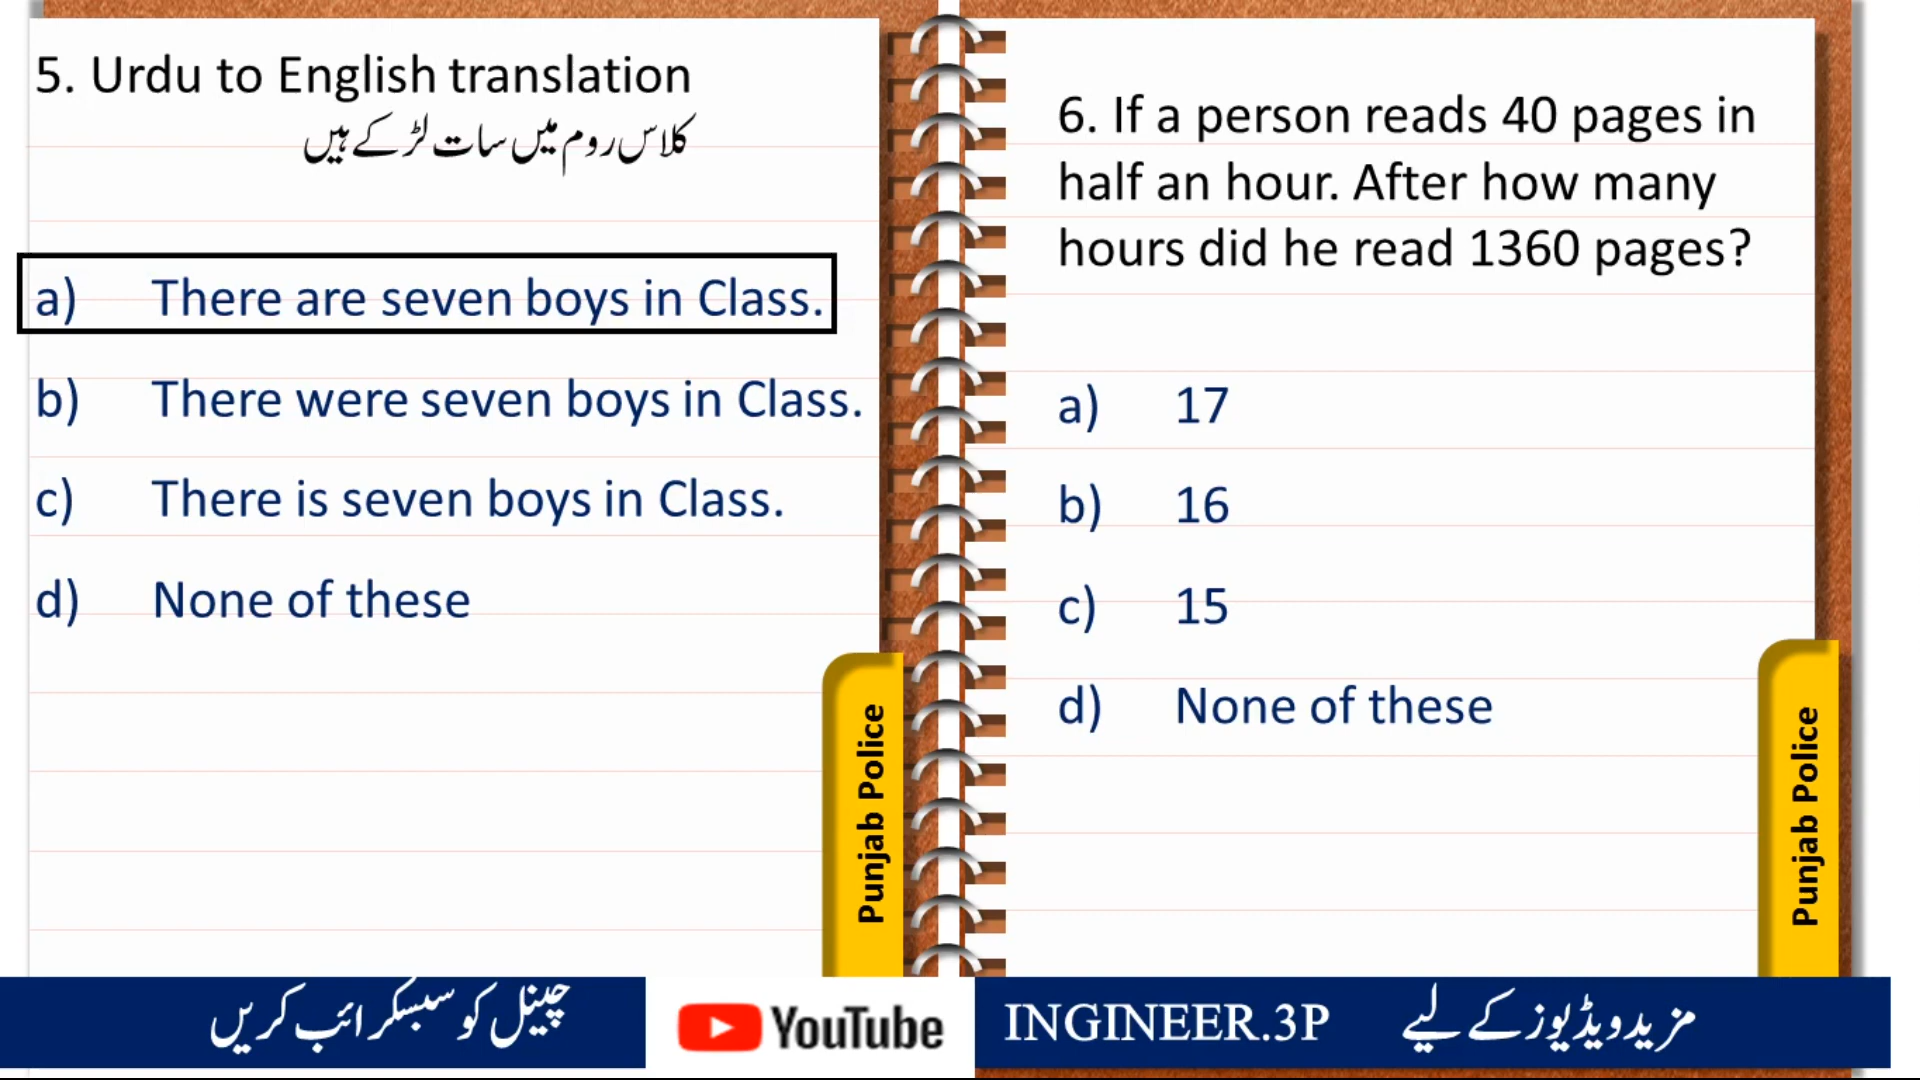 5. Urdu to English translation
کلاس روم میں سات لڑکے ہیں
a) There are seven boys in Class.
b) There were seven boys in Class.
c) There is seven boys in Class.
d) None of these
Punjab Police
6. If a person reads 40 pages in
half an hour. After how many
hours did he read 1360 pages?
a) 17
b) 16
c) 15
d) None of these
Punjab Police
چینل کو سبسکرائب کریں
YouTube
INGINEER.3P
مزید ویڈیوز کے لیے